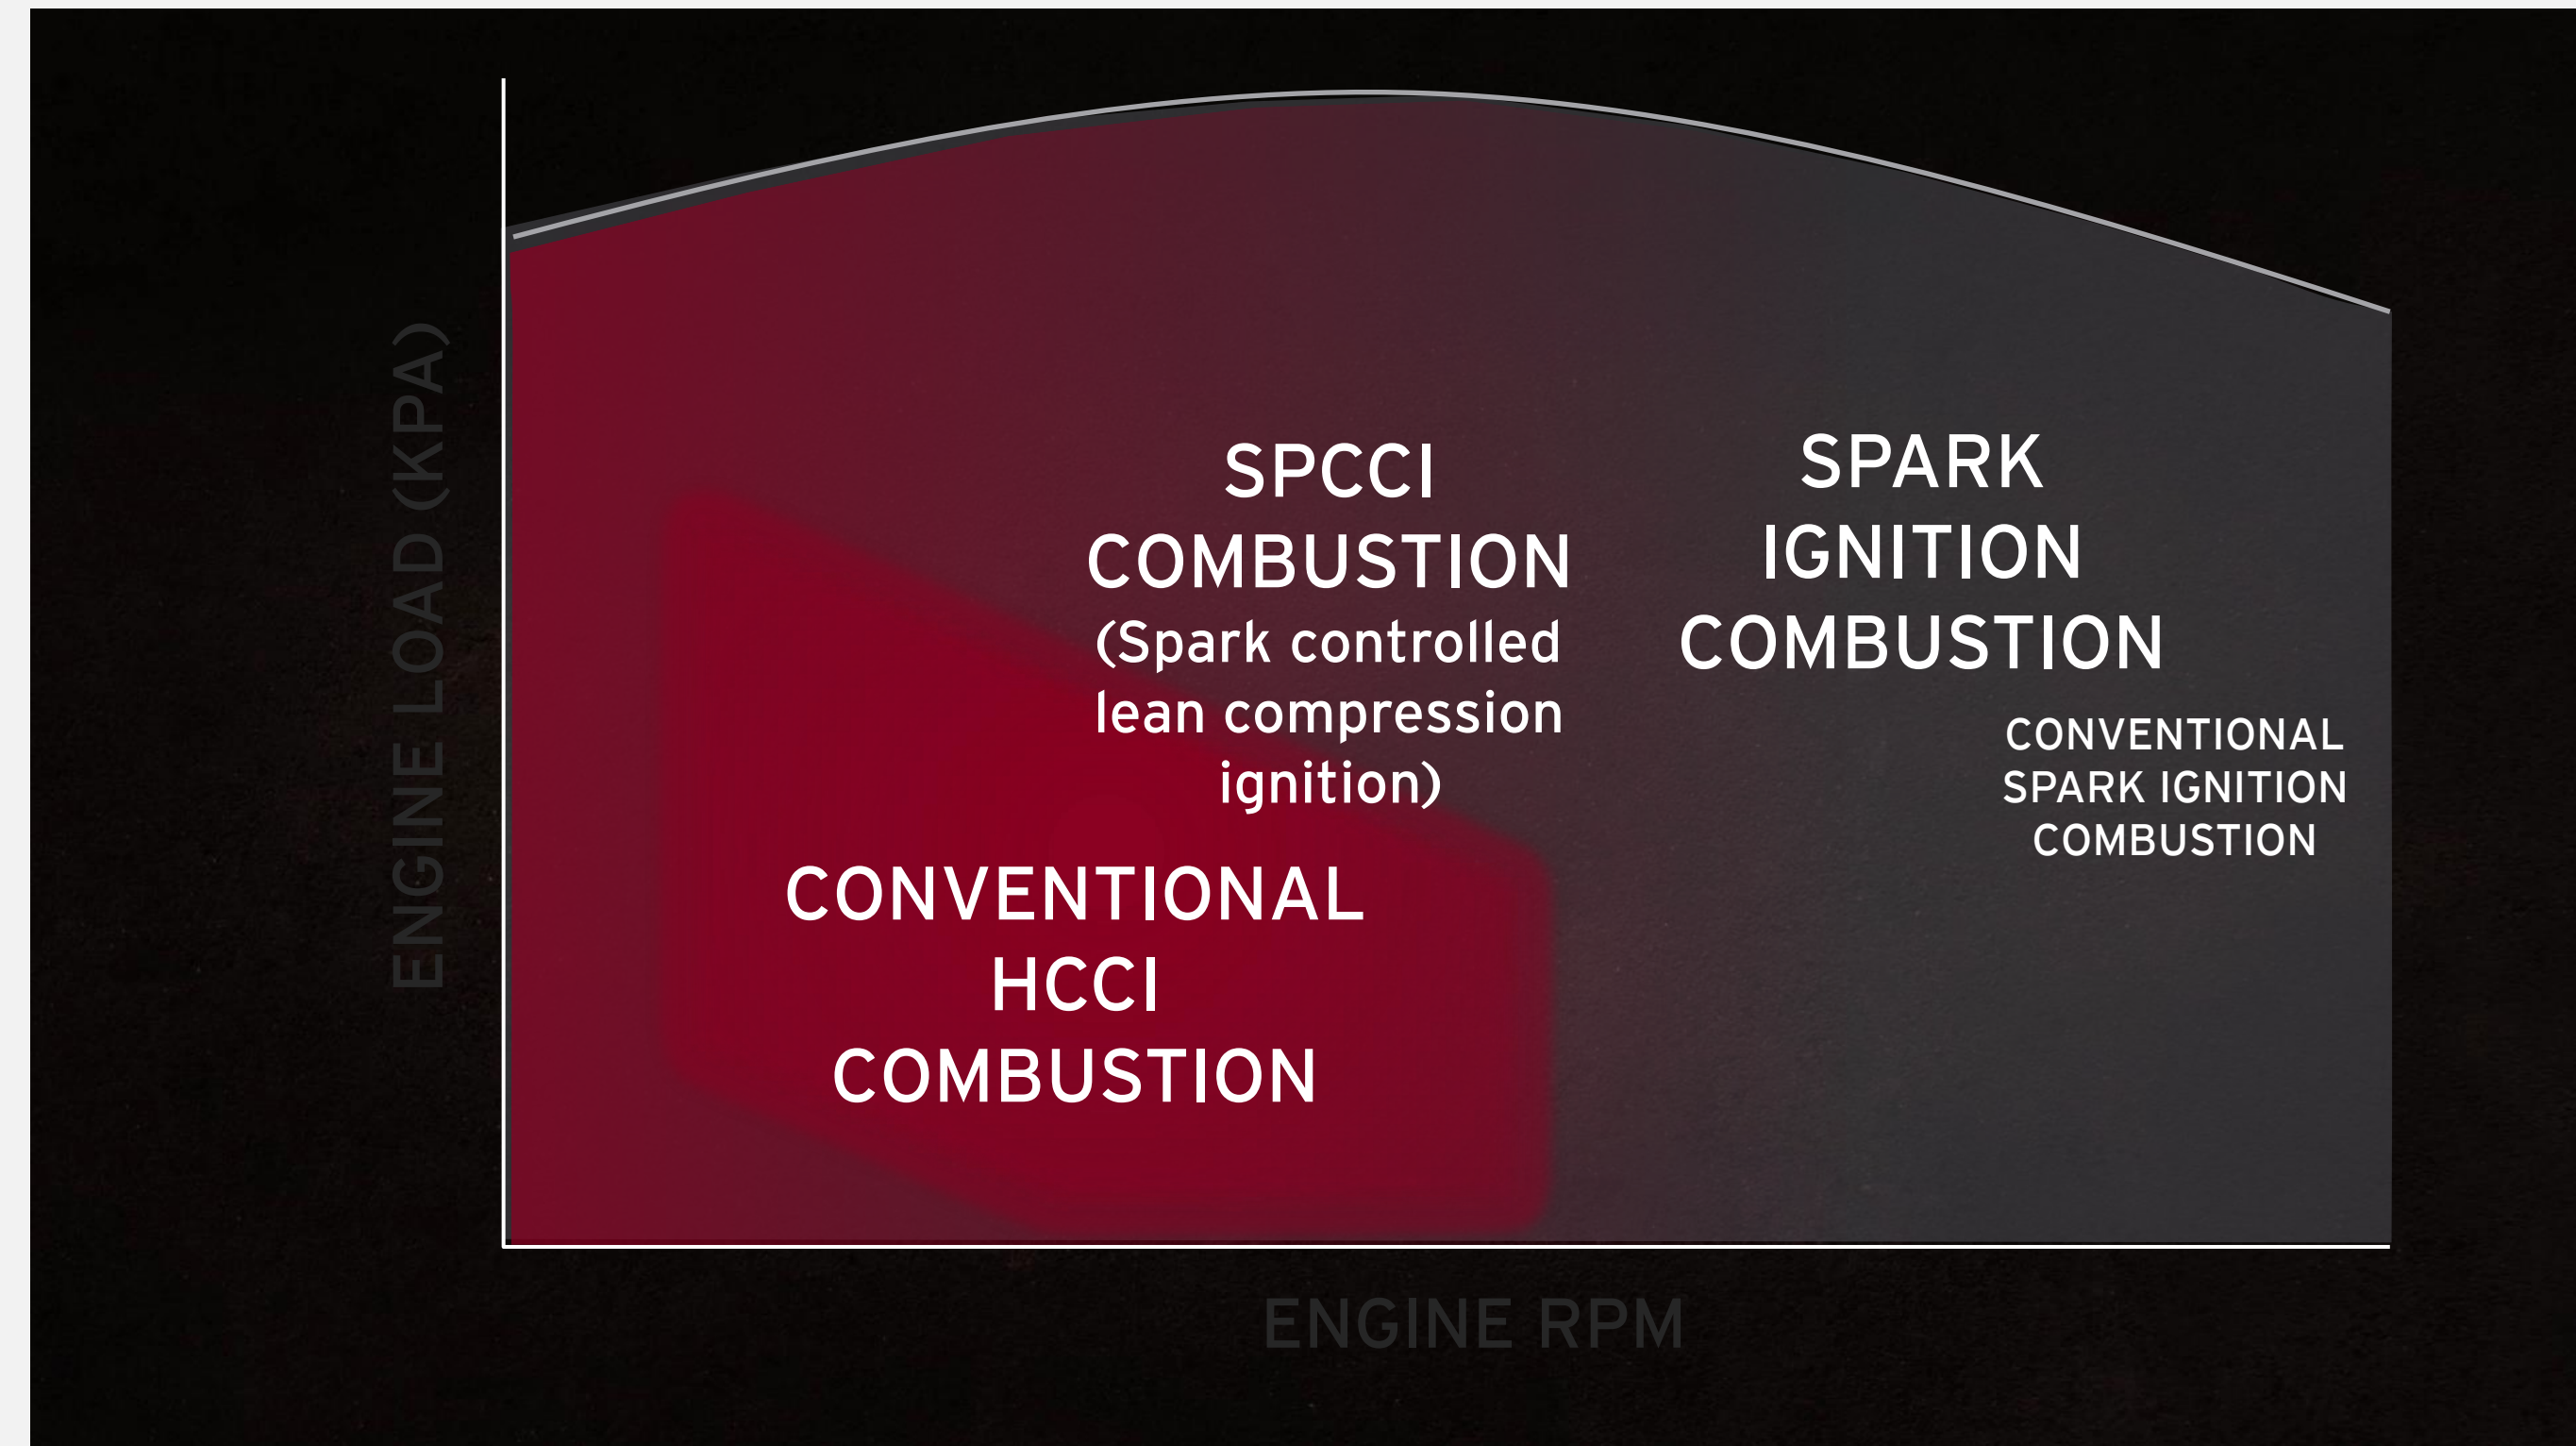 ENGINE LOAD (KPA)
SPCCI
COMBUSTION
(Spark controlled
lean compression
ignition)
SPARK
IGNITION
COMBUSTION
CONVENTIONAL
SPARK IGNITION
COMBUSTION
CONVENTIONAL
HCCI
COMBUSTION
ENGINE RPM